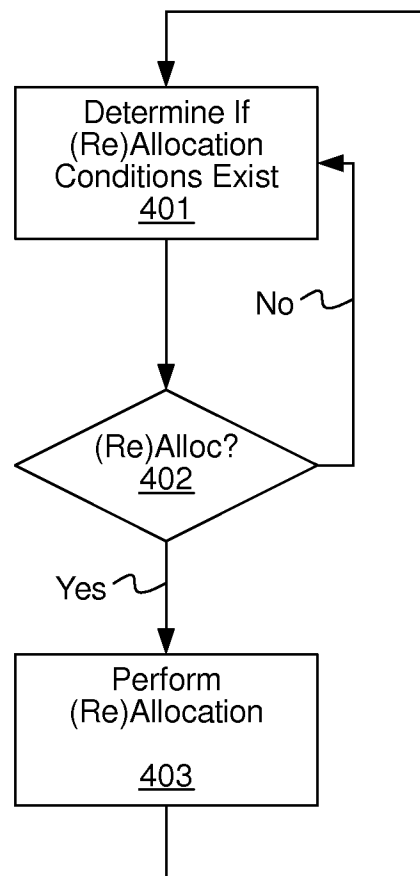 Determine If
(Re)Allocation
Conditions Exist
401
No
(Re)Alloc?
402
Yes
Perform
(Re)Allocation
403